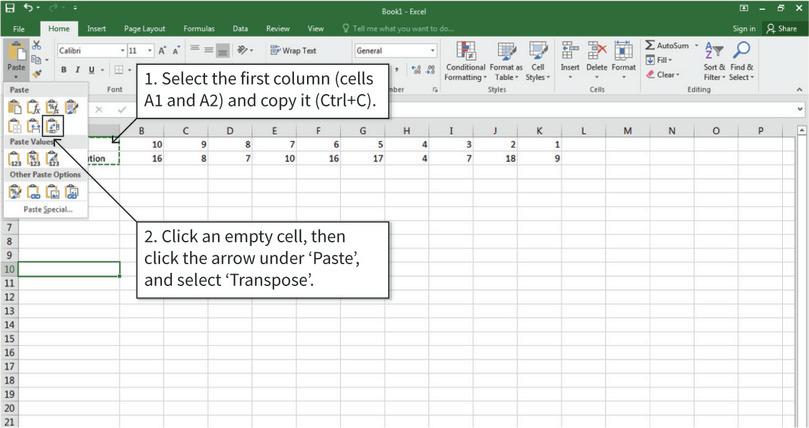 Book1 - Excel
File Home Insert Page Layout Formulas Data Review View Tell me what you want to do... Sign in Share
Paste
Calibri 11 A A Wrap Text General Conditional Format as Cell Insert Delete Format AutoSum Sort & Find &
Formatting Table Styles Fill Filter Select
B I U Clear
Font Styles Cells Editing
Paste
1. Select the first column (cells
A1 and A2) and copy it (Ctrl+C).
B C D E F G H I J K L M N O P
10 9 8 7 6 5 4 3 2 1
Paste Values
16 8 7 10 16 17 4 7 18 9
123 123 123
Other Paste Options
Paste Special...
2. Click an empty cell, then
click the arrow under ‘Paste’,
and select ‘Transpose’.
7
8
9
10
11
12
13
14
15
16
17
18
19
20
21